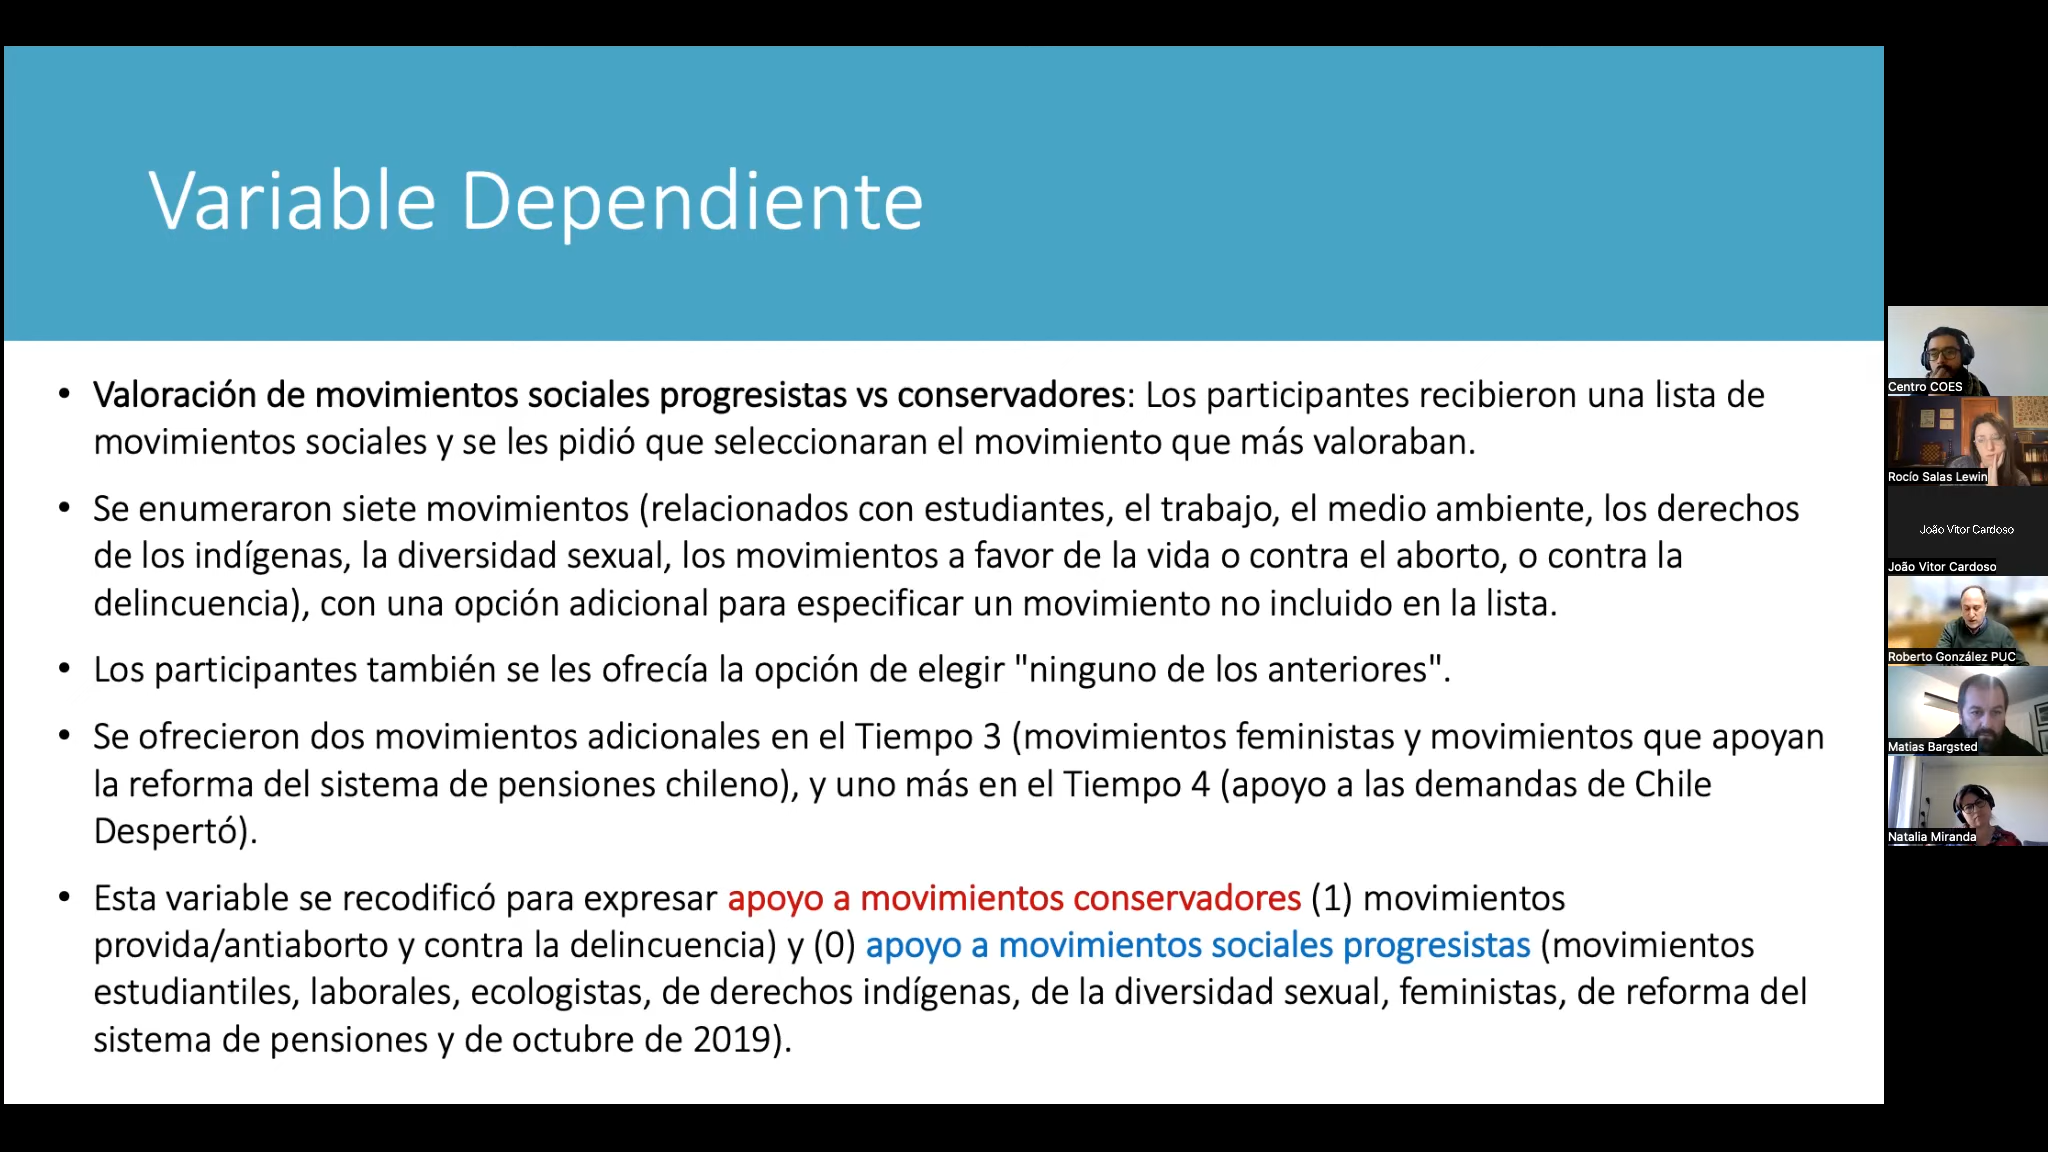 Variable Dependiente
• Valoración de movimientos sociales progresistas vs conservadores: Los participantes recibieron una lista de
movimientos sociales y se les pidió que seleccionaran el movimiento que más valoraban.
• Se enumeraron siete movimientos (relacionados con estudiantes, el trabajo, el medio ambiente, los derechos
de los indígenas, la diversidad sexual, los movimientos a favor de la vida o contra el aborto, o contra la
delincuencia), con una opción adicional para especificar un movimiento no incluido en la lista.
• Los participantes también se les ofrecía la opción de elegir "ninguno de los anteriores".
• Se ofrecieron dos movimientos adicionales en el Tiempo 3 (movimientos feministas y movimientos que apoyan
la reforma del sistema de pensiones chileno), y uno más en el Tiempo 4 (apoyo a las demandas de Chile
Despertó).
• Esta variable se recodificó para expresar apoyo a movimientos conservadores (1) movimientos
provida/antiaborto y contra la delincuencia) y (0) apoyo a movimientos sociales progresistas (movimientos
estudiantiles, laborales, ecologistas, de derechos indígenas, de la diversidad sexual, feministas, de reforma del
sistema de pensiones y de octubre de 2019).
Centro COES
Rocío Salas Lewin
João Vitor Cardoso
João Vitor Cardoso
Roberto González PUC
Matias Bargsted
Natalia Miranda